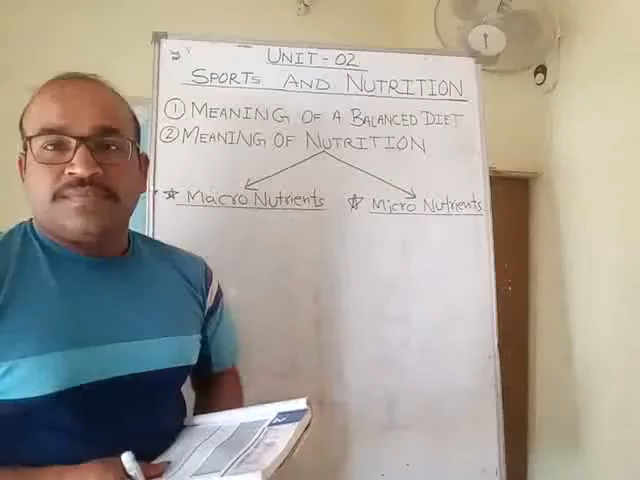 UNIT-02
SPORTS AND NUTRITION
① MEANING OF A BALANCED DIET
② MEANING OF NUTRITION
☆ Macro Nutrients ☆ Micro Nutrients